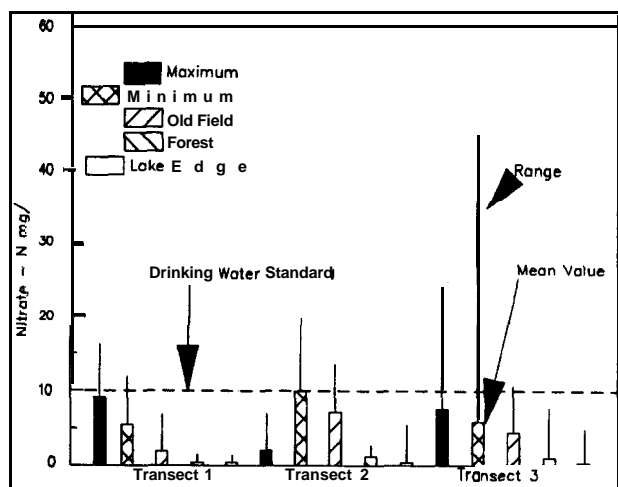 60
50
40
30
20
10
0
Nitrate - N mg/
Maximum
Minimum
Old Field
Forest
Lake Edge
Range
Drinking Water Standard
Mean Value
Transect 1
Transect 2
Transect 3